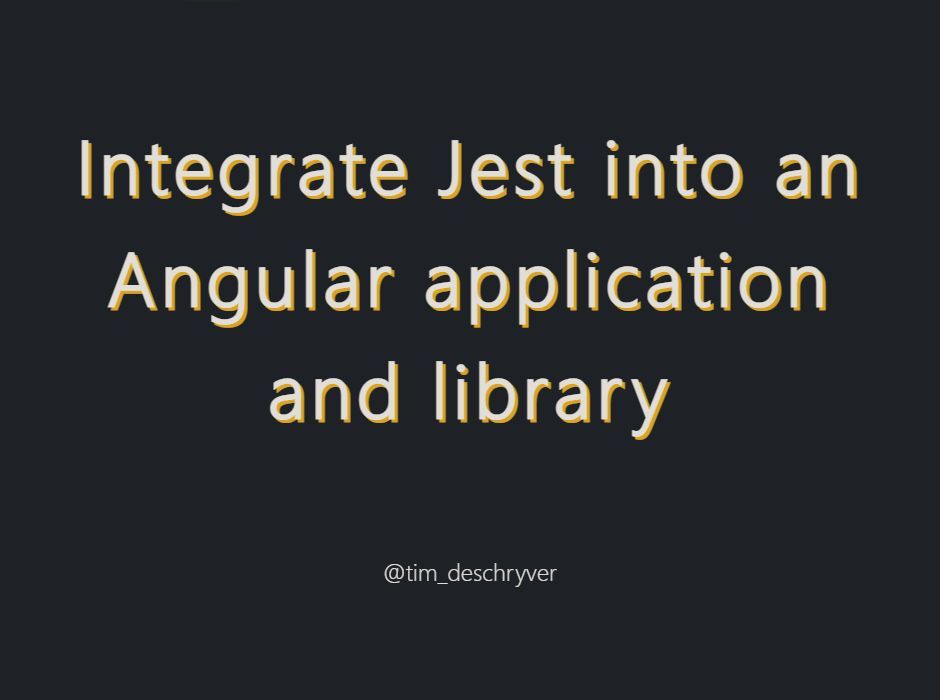 Integrate Jest into an
Angular application
and library
@tim_deschryver